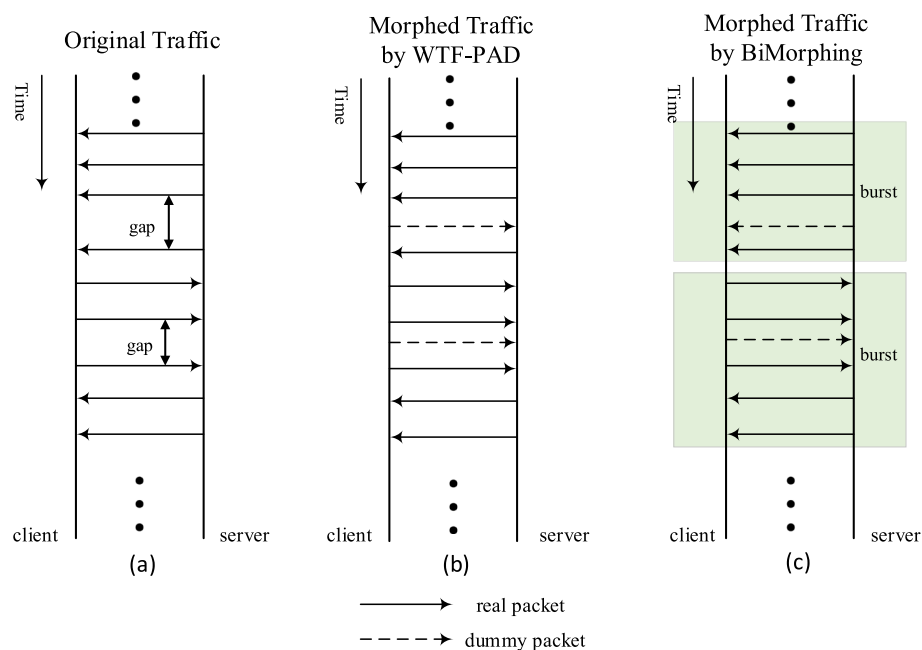 Original Traffic
Time
gap
gap
client
server
(a)
Morphed Traffic
by WTF-PAD
Time
client
server
(b)
Morphed Traffic
by BiMorphing
Time
burst
burst
client
server
(c)
real packet
dummy packet